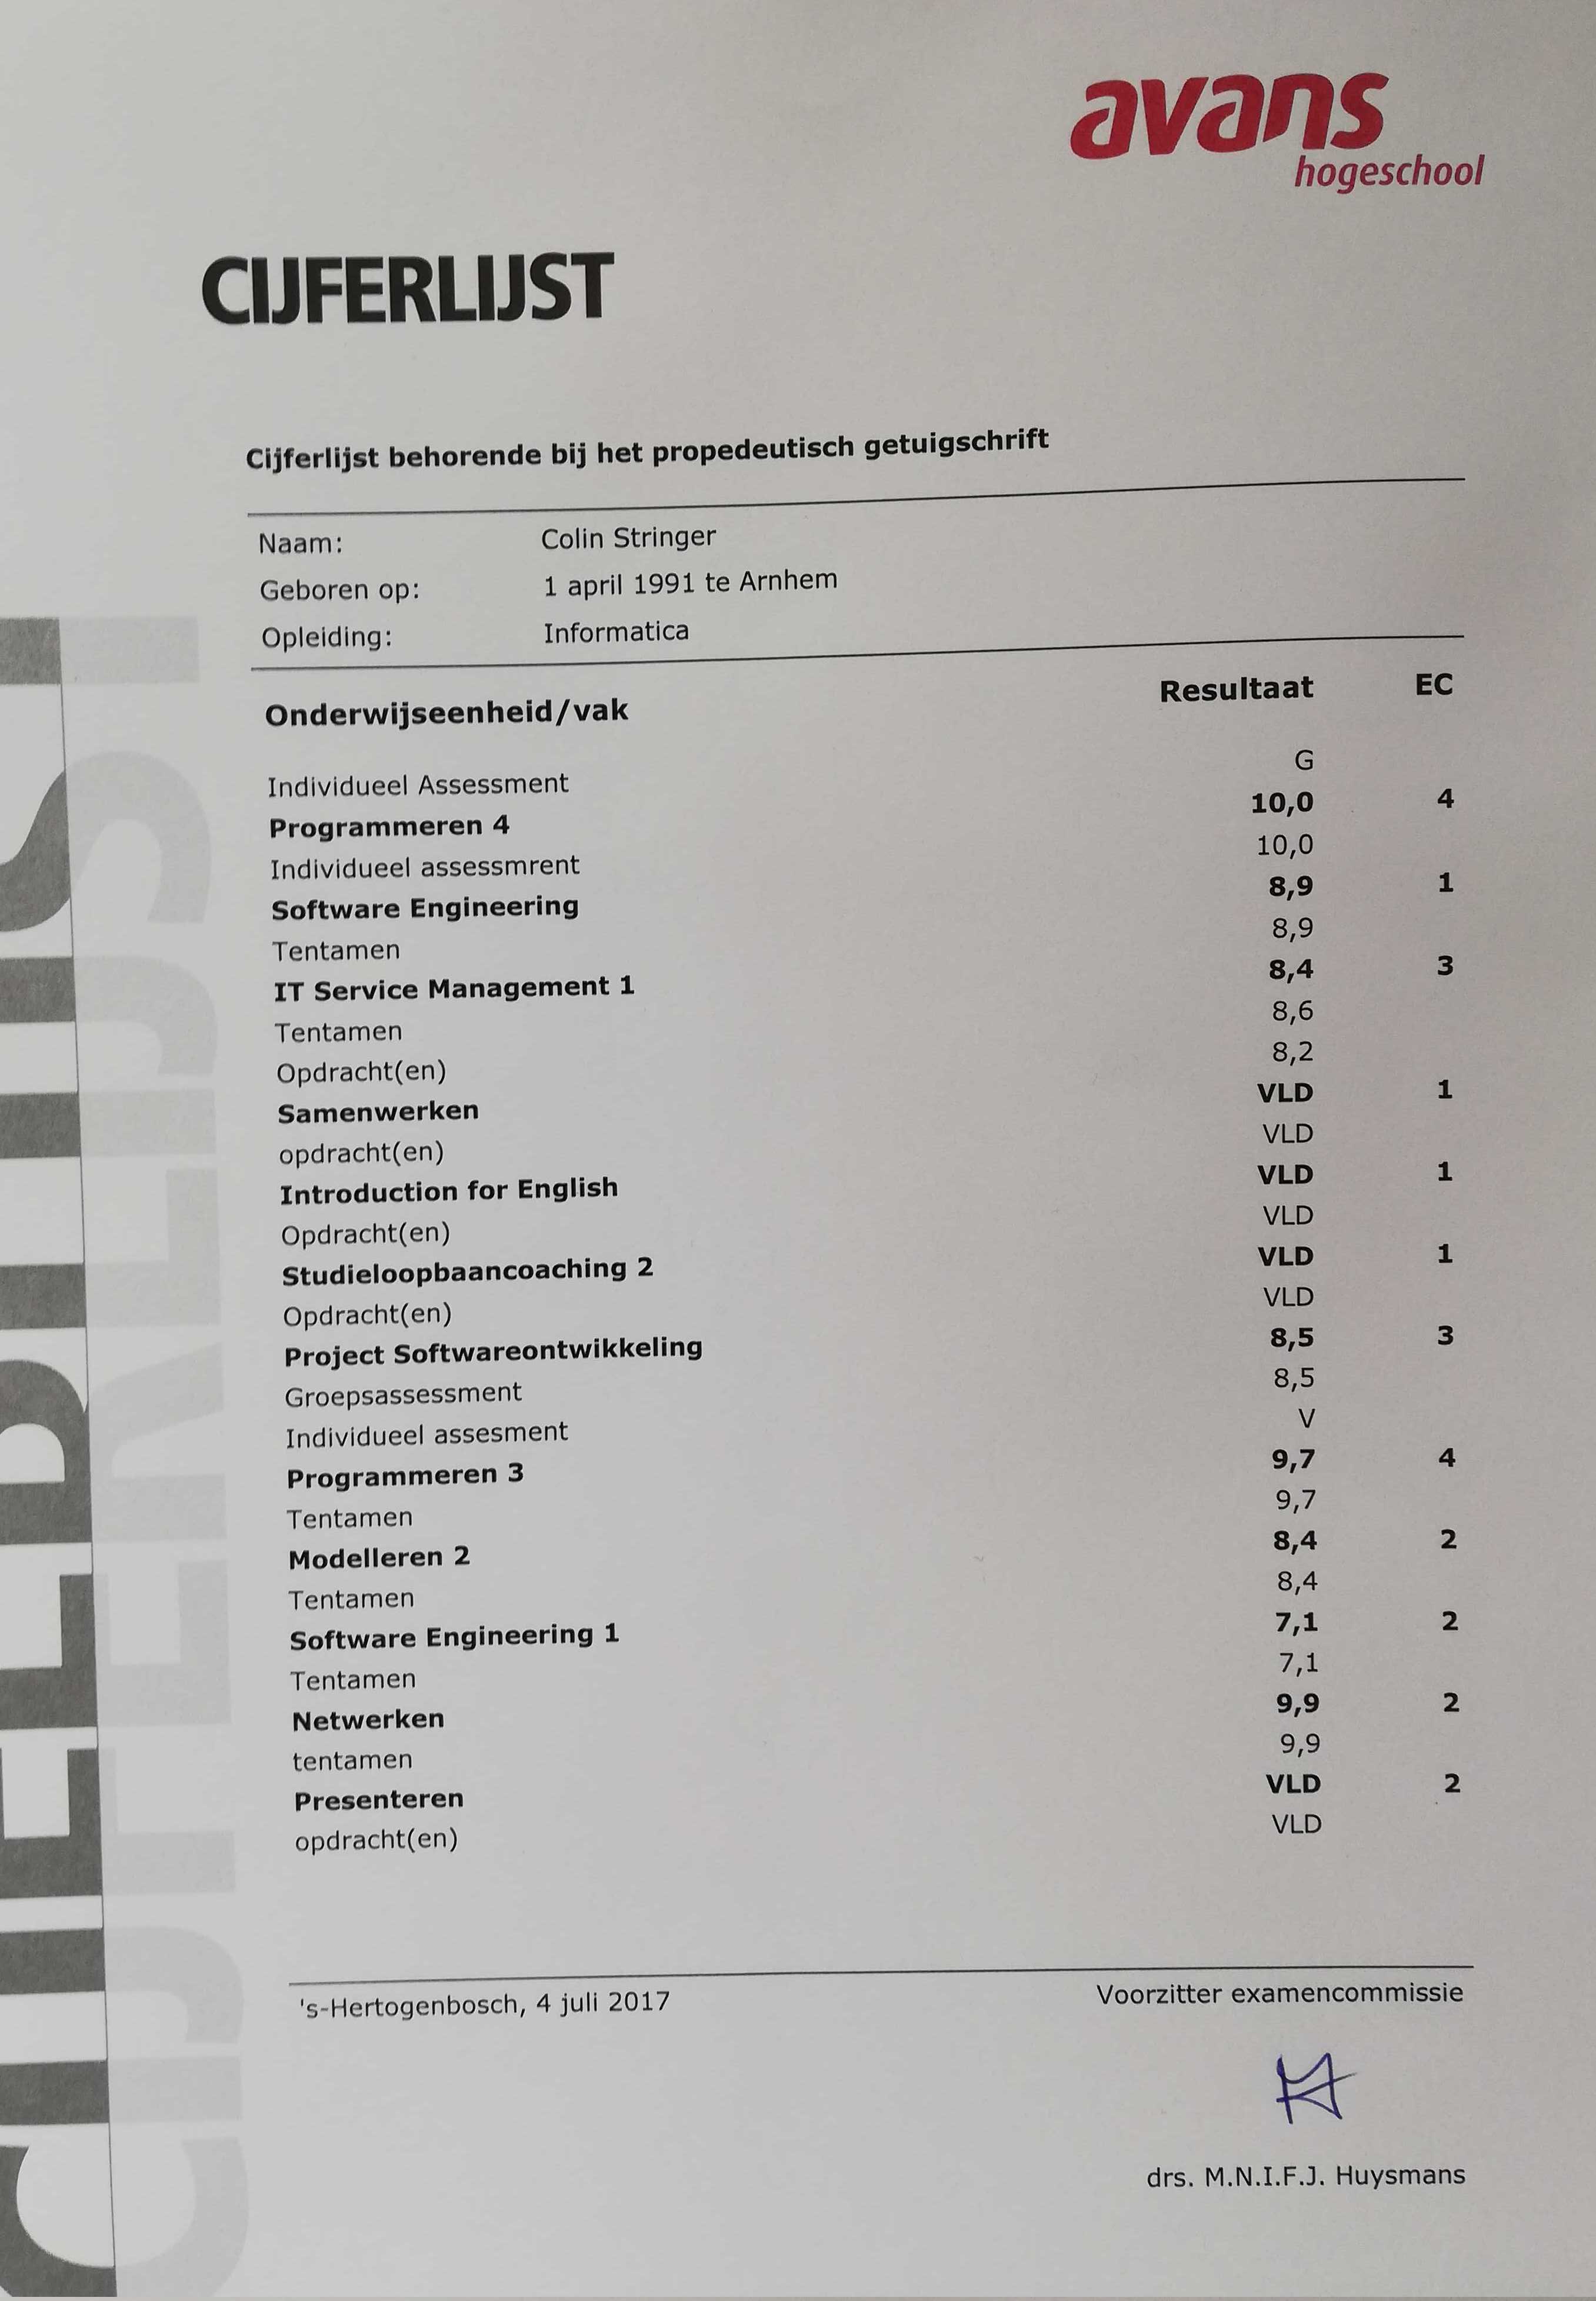 avans
hogeschool
CIJFERLIJST
Cijferlijst behorende bij het propedeutisch getuigschrift
Naam: Colin Stringer
Geboren op: 1 april 1991 te Arnhem
Opleiding: Informatica
Onderwijseenheid/vak Resultaat EC
Individueel Assessment G
Programmeren 4 10,0 4
Individueel assessmrent 10,0
Software Engineering 8,9 1
Tentamen 8,9
IT Service Management 1 8,4 3
Tentamen 8,6
Opdracht(en) 8,2
Samenwerken VLD 1
opdracht(en) VLD
Introduction for English VLD 1
Opdracht(en) VLD
Studieloopbaancoaching 2 VLD 1
Opdracht(en) VLD
Project Softwareontwikkeling 8,5 3
Groepsassessment 8,5
Individueel assesment V
Programmeren 3 9,7 4
Tentamen 9,7
Modelleren 2 8,4 2
Tentamen 8,4
Software Engineering 1 7,1 2
Tentamen 7,1
Netwerken 9,9 2
tentamen 9,9
Presenteren VLD 2
opdracht(en) VLD
's-Hertogenbosch, 4 juli 2017 Voorzitter examencommissie
drs. M.N.I.F.J. Huysmans
CIJFERLIJST